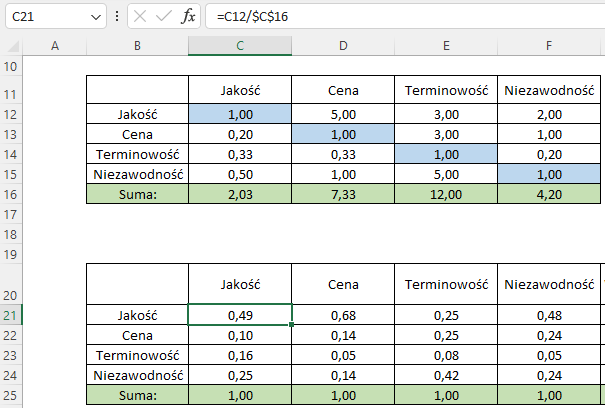 C21 fx =C12/$C$16
A B C D E F
10
11 Jakość Cena Terminowość Niezawodność
12 Jakość 1,00 5,00 3,00 2,00
13 Cena 0,20 1,00 3,00 1,00
14 Terminowość 0,33 0,33 1,00 0,20
15 Niezawodność 0,50 1,00 5,00 1,00
16 Suma: 2,03 7,33 12,00 4,20
17
18
19
20 Jakość Cena Terminowość Niezawodność
21 Jakość 0,49 0,68 0,25 0,48
22 Cena 0,10 0,14 0,25 0,24
23 Terminowość 0,16 0,05 0,08 0,05
24 Niezawodność 0,25 0,14 0,42 0,24
25 Suma: 1,00 1,00 1,00 1,00